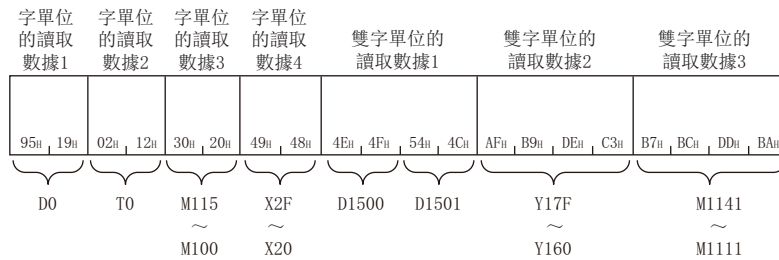 字單位 字單位 字單位 字單位
的讀取 的讀取 的讀取 的讀取 雙字單位的 雙字單位的 雙字單位的
數據1 數據2 數據3 數據4 讀取數據1 讀取數據2 讀取數據3
95H 19H 02H 12H 30H 20H 49H 48H 4EH 4FH 54H 4CH AFH B9H DEH C3H B7H BCH DDH BAH
D0 T0 M115 X2F D1500 D1501 Y17F M1141
～ ～ ～ ～
M100 X20 Y160 M1111